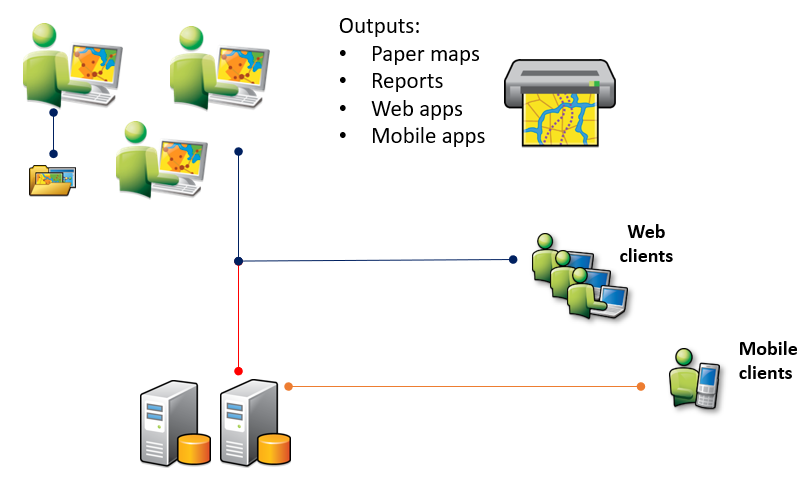 Outputs:
• Paper maps
• Reports
• Web apps
• Mobile apps
Web
clients
Mobile
clients